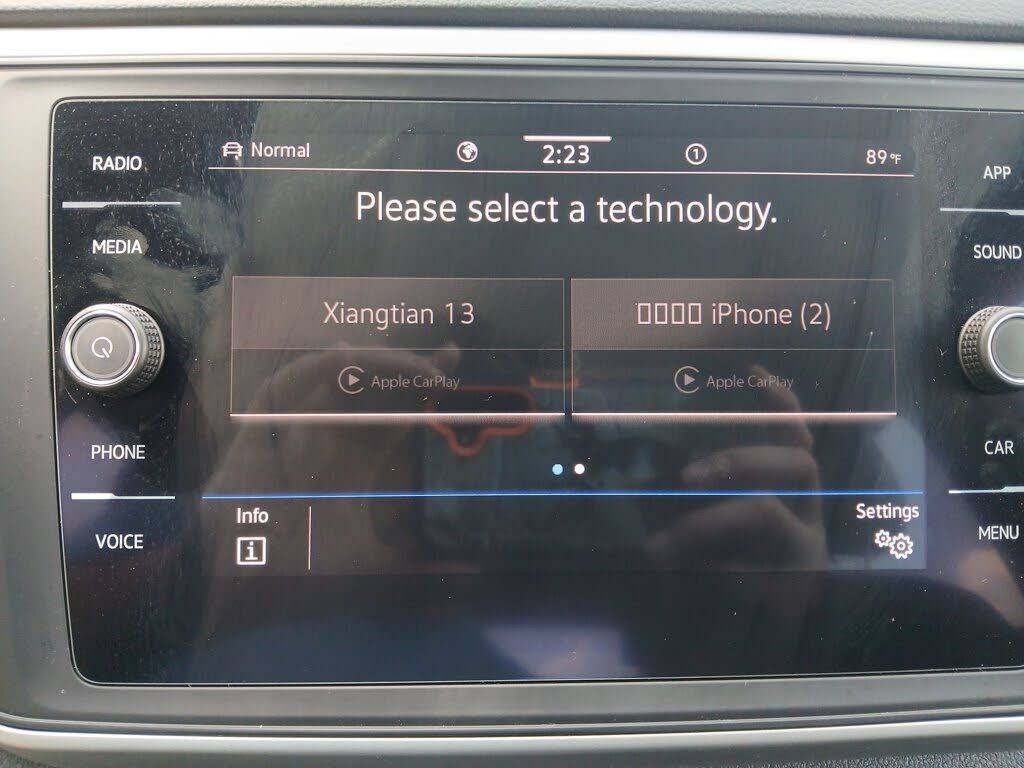 RADIO
MEDIA
PHONE
VOICE
Normal
2:23
1
89°F
Please select a technology.
Xiangtian 13
Apple CarPlay
□□□□ iPhone (2)
Apple CarPlay
Info
i
Settings
APP
SOUND
CAR
MENU